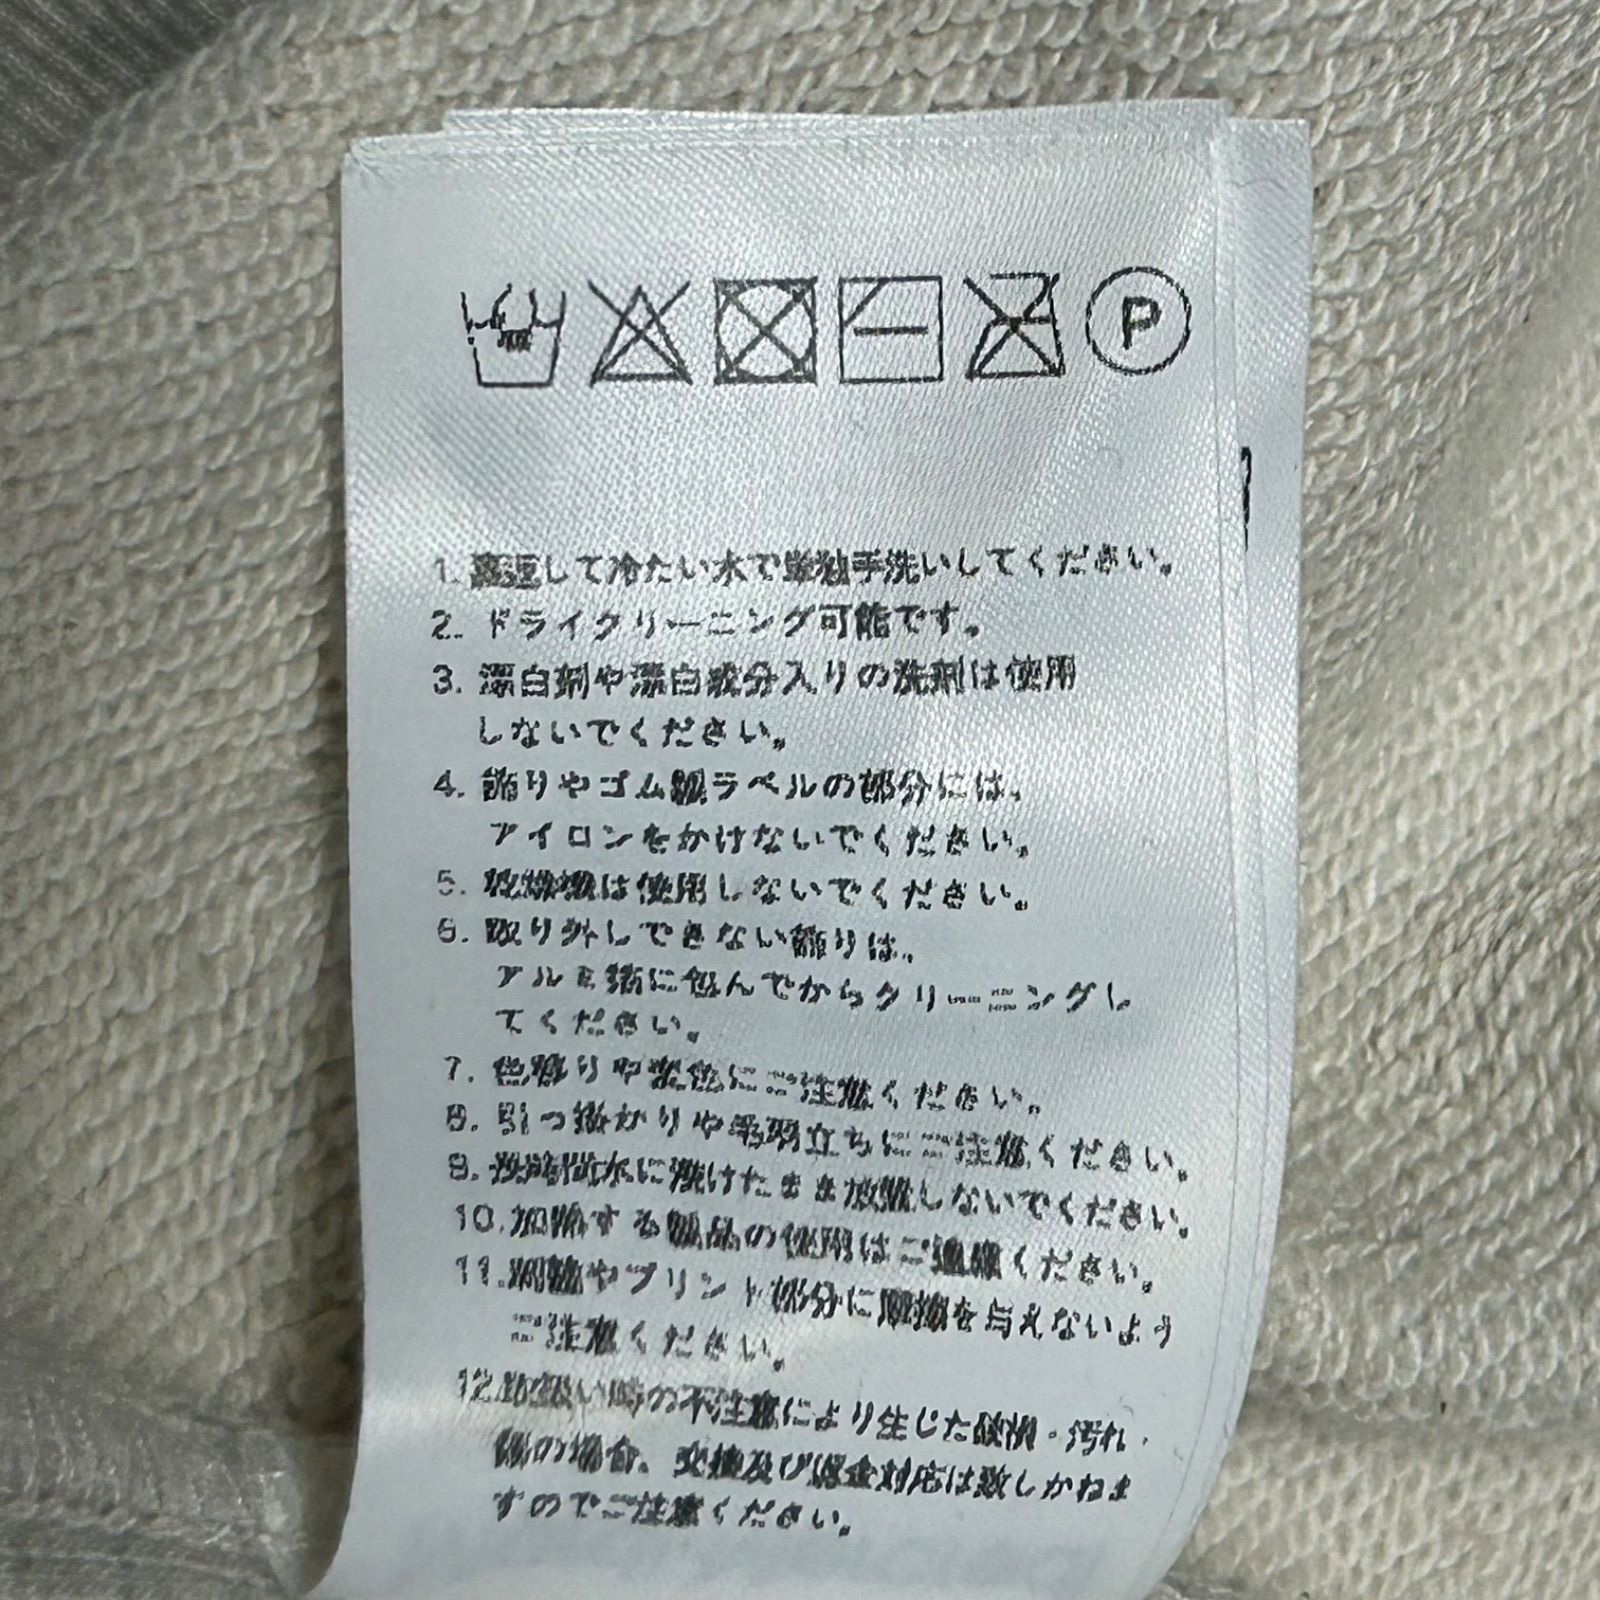 P
1. 裏返して冷たい水で単独手洗いしてください。
2. ドライクリーニング可能です。
3. 漂白剤や漂白成分入りの洗剤は使用
しないでください。
4. 飾りやゴム製ラベルの部分には、
アイロンをかけないでください。
5. 乾燥機は使用しないでください。
6. 取り外しできない飾りは、
アルミ箔に包んでからクリーニングし
てください。
7. 色移りや変色にご注意ください。
8. 引っ掛かりや毛羽立ちにご注意ください。
9. 水に漬けたまま放置しないでください。
10. する製品の使用はご遠慮ください。
11. やプリント部分に刺激を与えないよう
ご注意ください。
12. お取扱い時の不注意により生じた破損・汚れ・
傷の場合、交換及び返金対応は致しかねま
すのでご注意ください。